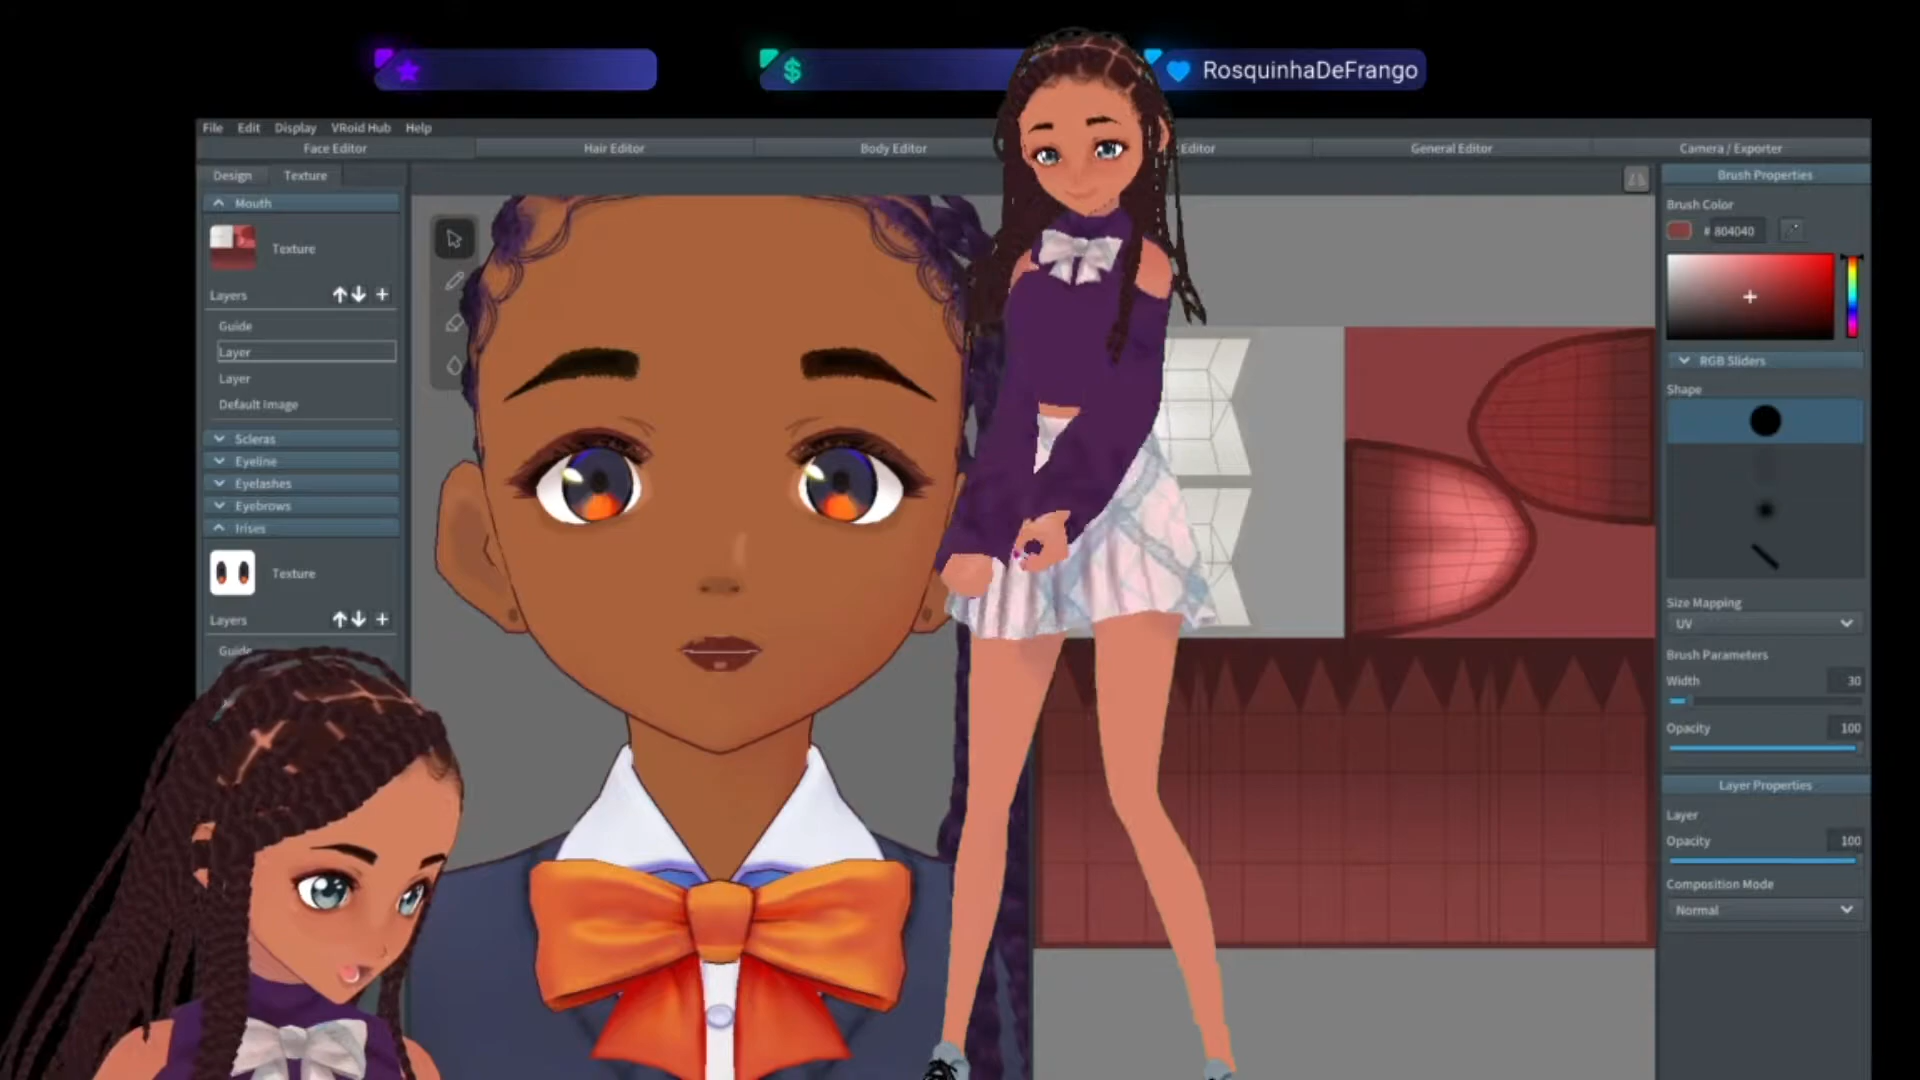 RosquinhaDeFrango
File Edit Display VRoid Hub Help
Face Editor Hair Editor Body Editor Editor General Editor Camera / Exporter
Design Texture
Mouth
Texture
Layers
Guide
Layer
Layer
Default Image
Scleras
Eyeline
Eyelashes
Eyebrows
Irises
Texture
Layers
Guide
Brush Properties
Brush Color
# 804040
RGB Sliders
Shape
Size Mapping
UV
Brush Parameters
Width 30
Opacity 100
Layer Properties
Layer
Opacity 100
Composition Mode
Normal